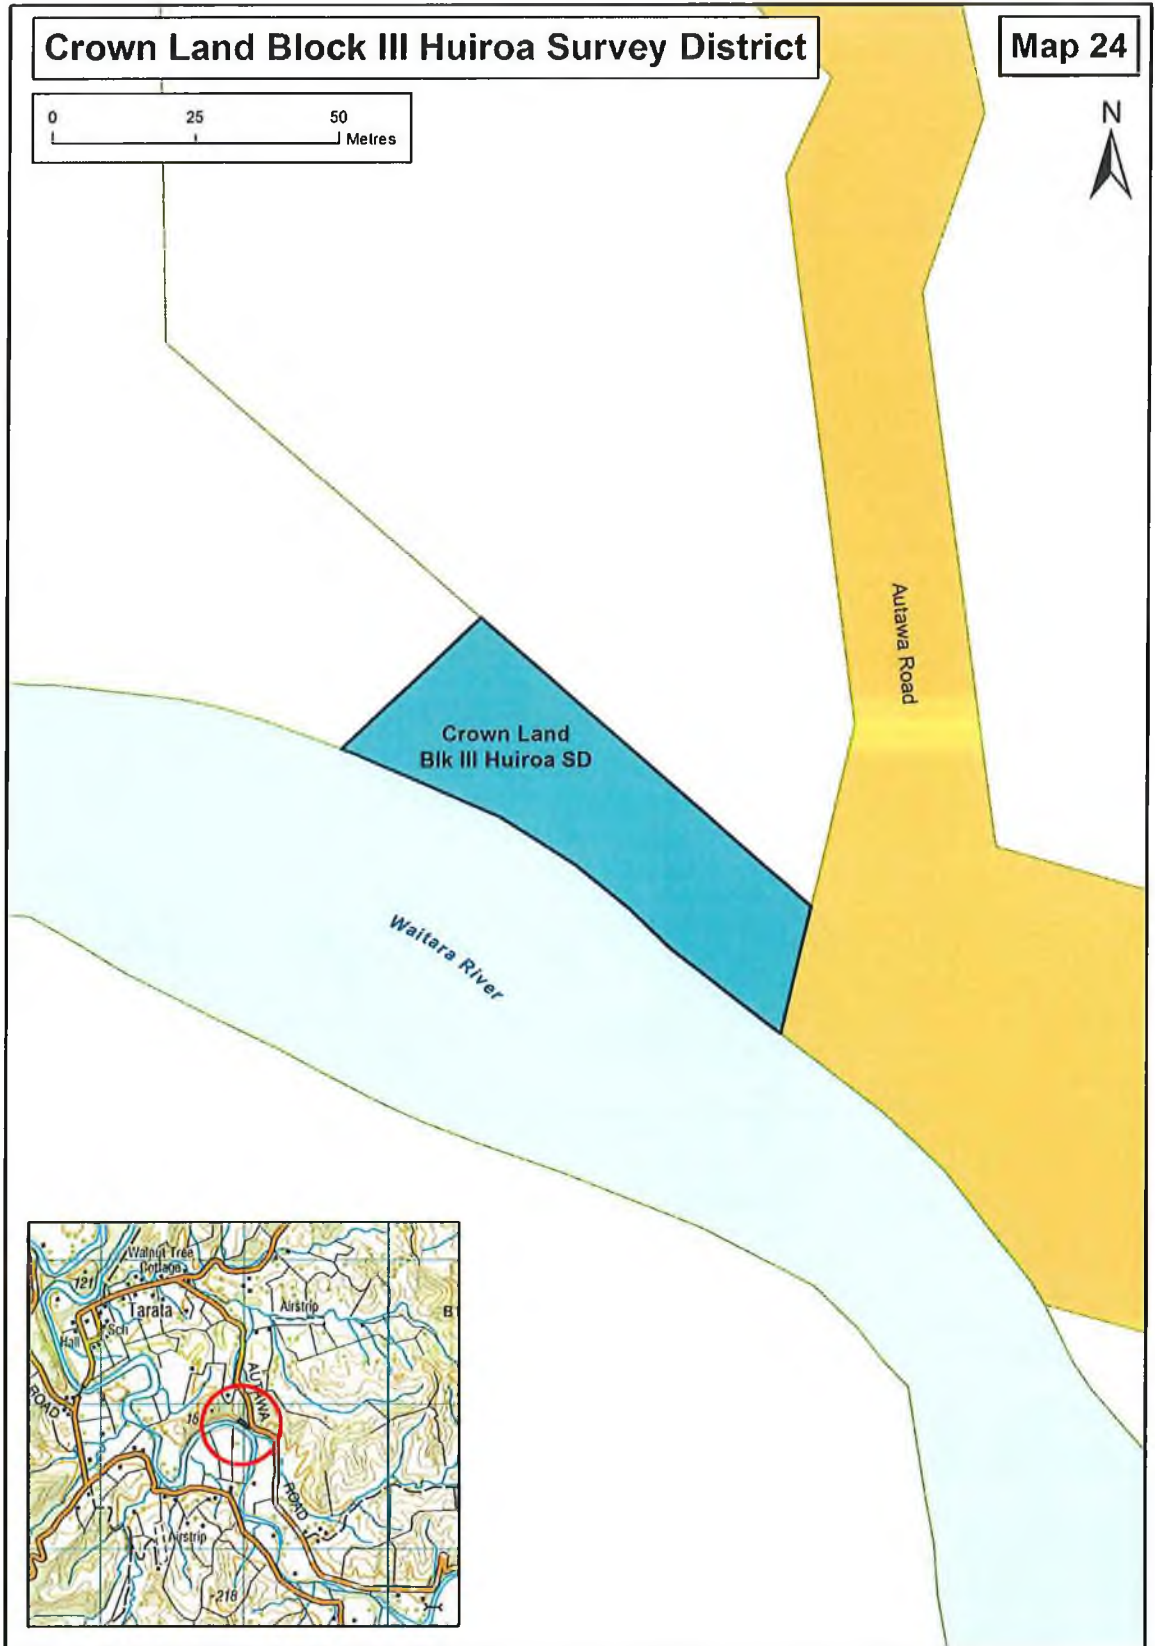 Crown Land Block III Huiroa Survey District
Map 24
0 25 50
Metres
N
Autawa Road
Crown Land
Blk III Huiroa SD
Waitara River
Walnut Tree
Cottage
121
Tarata
Airstrip
Hall
Sch
ROAD
AUTAWA
ROAD
Airstrip
218